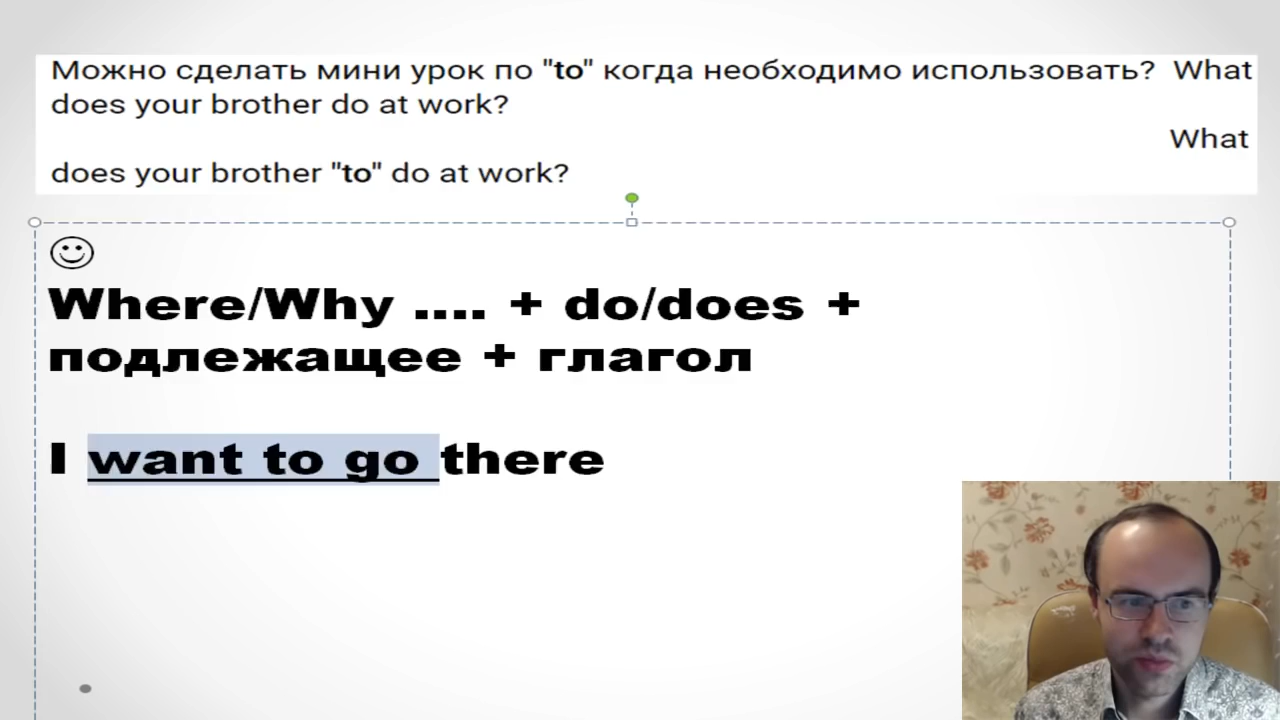 Можно сделать мини урок по "to" когда необходимо использовать? What
does your brother do at work?
What
does your brother "to" do at work?
Where/Why .... + do/does +
подлежащее + глагол
I want to go there